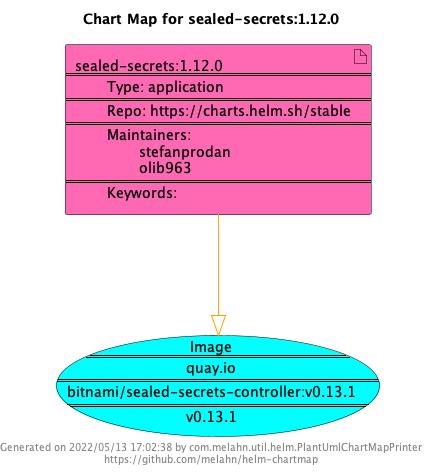 Chart Map for sealed-secrets:1.12.0
sealed-secrets:1.12.0
Type: application
Repo: https://charts.helm.sh/stable
Maintainers:
stefanprodan
olib963
Keywords:
Image
quay.io
bitnami/sealed-secrets-controller:v0.13.1
v0.13.1
Generated on 2022/05/13 17:02:38 by com.melahn.util.helm.PlantUmlChartMapPrinter
https://github.com/melahn/helm-chartmap